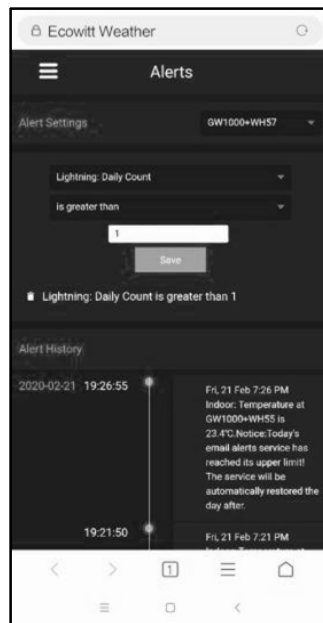 Ecowitt Weather
Alerts
Alert Settings
GW1000+WH57
Lightning: Daily Count
is greater than
1
Save
Lightning: Daily Count is greater than 1
Alert History
2020-02-21 19:26:55
Fri, 21 Feb 7:26 PM
Indoor: Temperature at
GW1000+WH55 is
23.4℃.Notice:Today's
email alerts service has
reached its upper limit!
The service will be
automatically restored the
day after.
19:21:50
Fri, 21 Feb 7:21 PM
Indoor: Temperature at
1